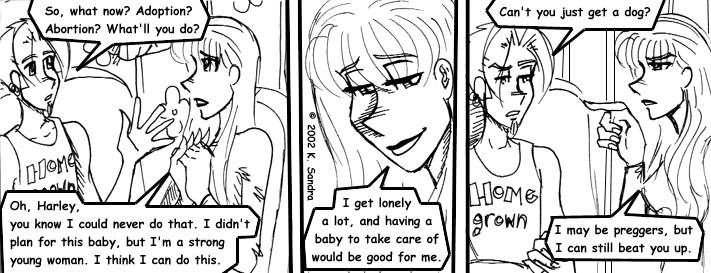 So, what now? Adoption?
Abortion? What'll you do?
HOME
grown
Oh, Harley,
you know I could never do that. I didn't
plan for this baby, but I'm a strong
young woman. I think I can do this.
© 2002 K. Sandra
I get lonely
a lot, and having a
baby to take care of
would be good for me.
Can't you just get a dog?
HOME
grown
I may be preggers, but
I can still beat you up.